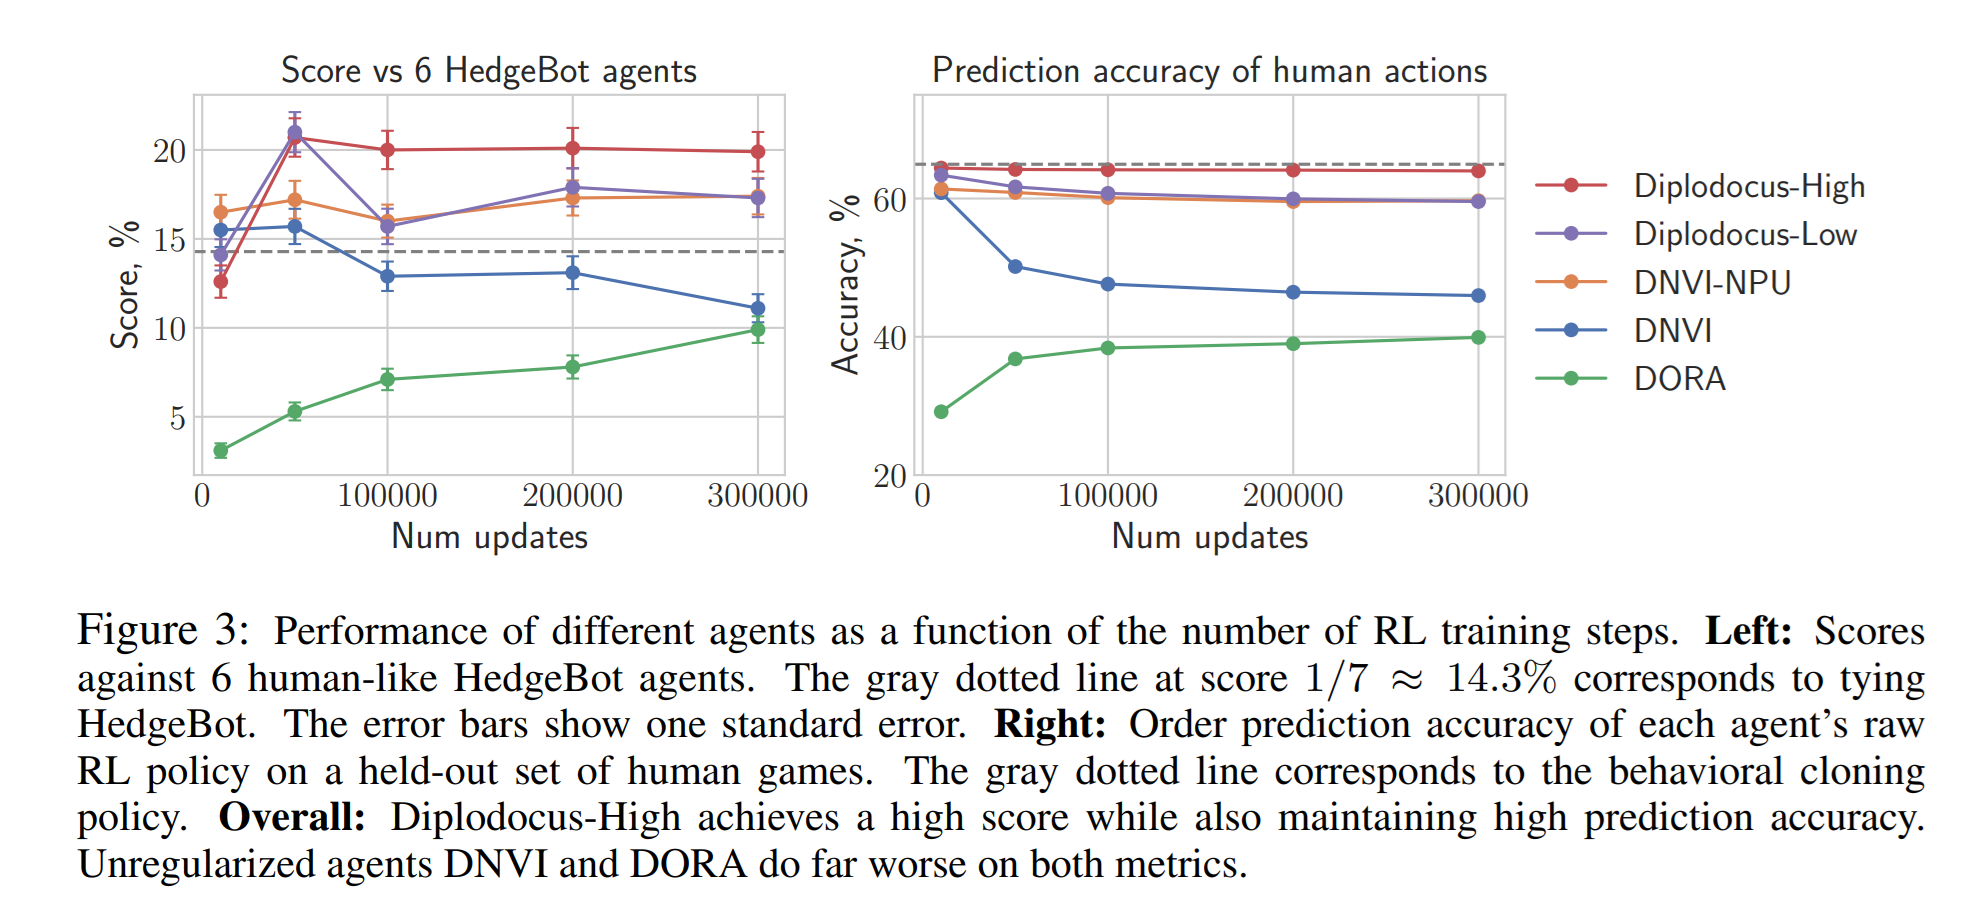 Score vs 6 HedgeBot agents
20
15
10
5
Score, %
0 100000 200000 300000
Num updates
Prediction accuracy of human actions
60
40
20
Accuracy, %
0 100000 200000 300000
Num updates
Diplodocus-High
Diplodocus-Low
DNVI-NPU
DNVI
DORA
Figure 3: Performance of different agents as a function of the number of RL training steps. Left: Scores
against 6 human-like HedgeBot agents. The gray dotted line at score 1/7 ≈ 14.3% corresponds to tying
HedgeBot. The error bars show one standard error. Right: Order prediction accuracy of each agent's raw
RL policy on a held-out set of human games. The gray dotted line corresponds to the behavioral cloning
policy. Overall: Diplodocus-High achieves a high score while also maintaining high prediction accuracy.
Unregularized agents DNVI and DORA do far worse on both metrics.